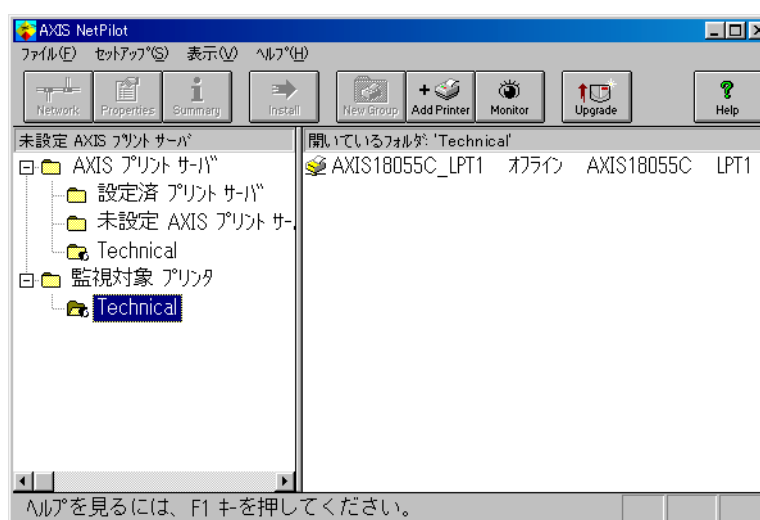 AXIS NetPilot
ﾌｧｲﾙ(F) ｾｯﾄｱｯﾌﾟ(S) 表示(V) ﾍﾙﾌﾟ(H)
Network Properties Summary Install New Group Add Printer Monitor Upgrade Help
未設定 AXIS ﾌﾟﾘﾝﾄ ｻｰﾊﾞ
開いているﾌｫﾙﾀﾞ: 'Technical'
AXIS ﾌﾟﾘﾝﾄ ｻｰﾊﾞ
AXIS18055C_LPT1 ｵﾌﾗｲﾝ AXIS18055C LPT1
設定済 ﾌﾟﾘﾝﾄ ｻｰﾊﾞ
未設定 AXIS ﾌﾟﾘﾝﾄ ｻｰ
Technical
監視対象 ﾌﾟﾘﾝﾀ
Technical
ﾍﾙﾌﾟを見るには、F1 ｷｰを押してください。